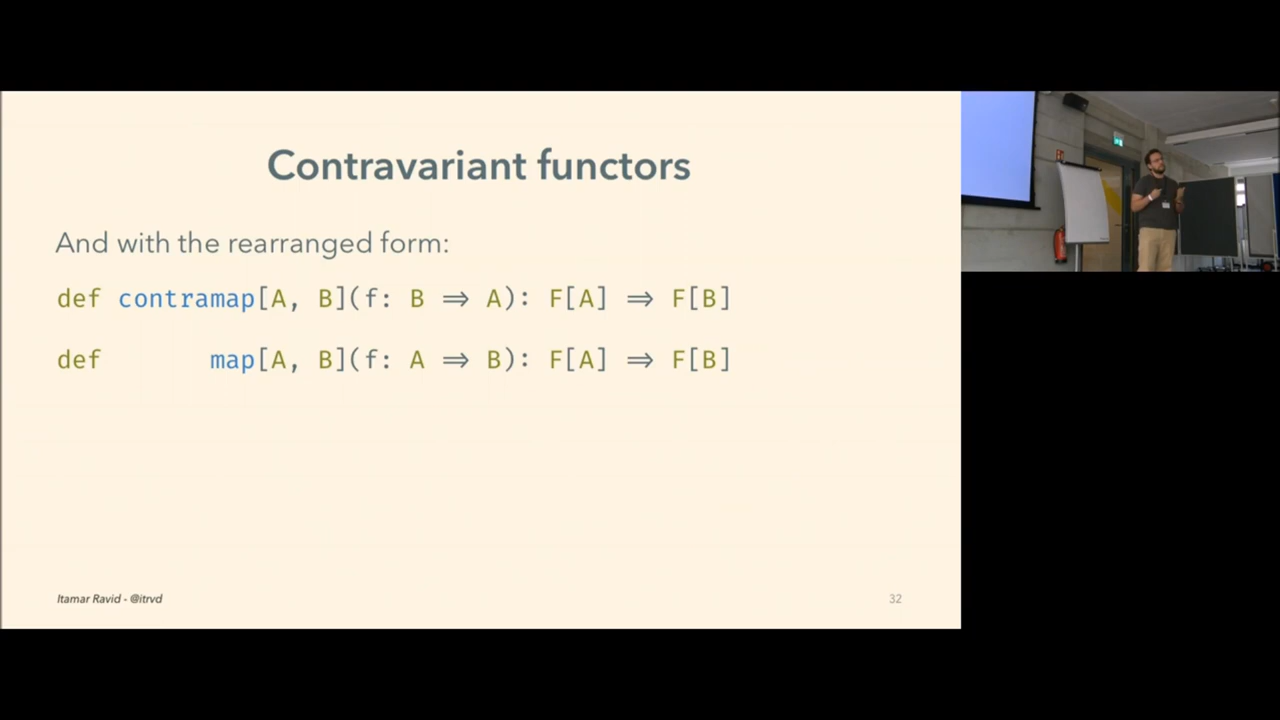 Contravariant functors
And with the rearranged form:
def contramap[A, B](f: B ⇒ A): F[A] ⇒ F[B]
def map[A, B](f: A ⇒ B): F[A] ⇒ F[B]
Itamar Ravid - @itrvd
32